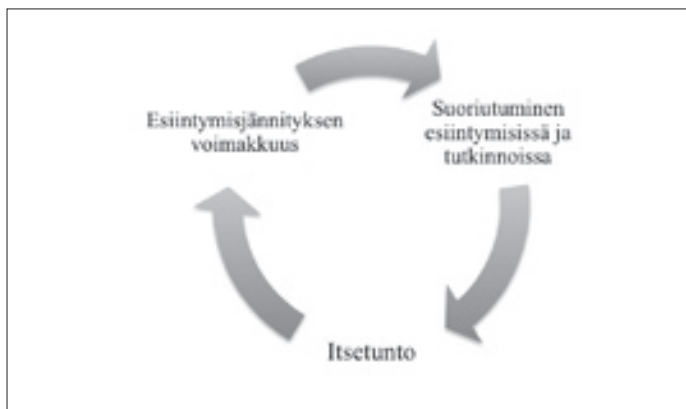 Esiintymisjännityksen
voimakkuus
Suoriutuminen
esiintymisissä ja
tutkinnoissa
Itsetunto